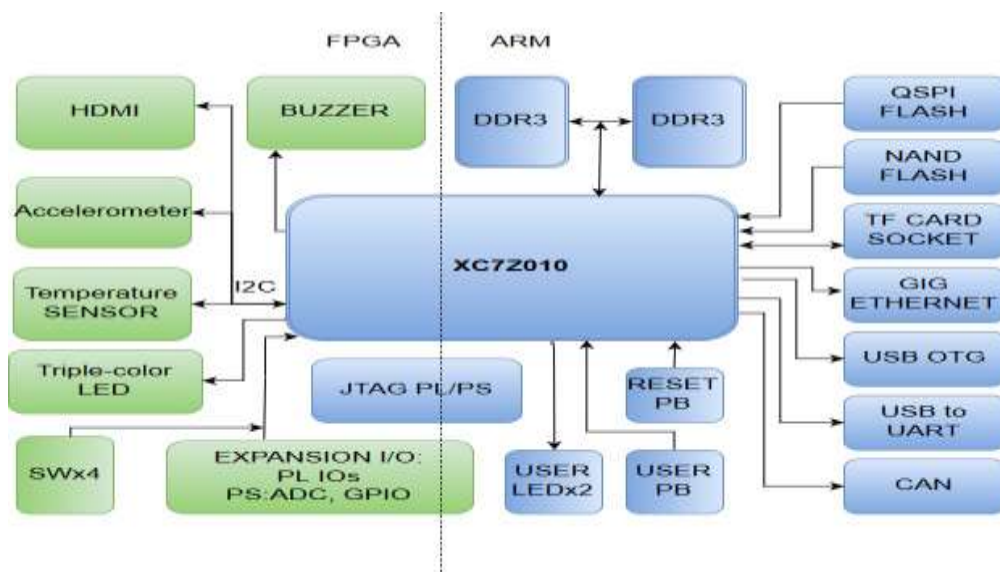 FPGA
ARM
HDMI
BUZZER
DDR3
DDR3
QSPI
FLASH
NAND
FLASH
Accelerometer
TF CARD
SOCKET
XC7Z010
I2C
Temperature
SENSOR
GIG
ETHERNET
Triple-color
LED
JTAG PL/PS
RESET
PB
USB OTG
USB to
UART
SWx4
EXPANSION I/O:
PL IOs
PS:ADC, GPIO
USER
LEDx2
USER
PB
CAN